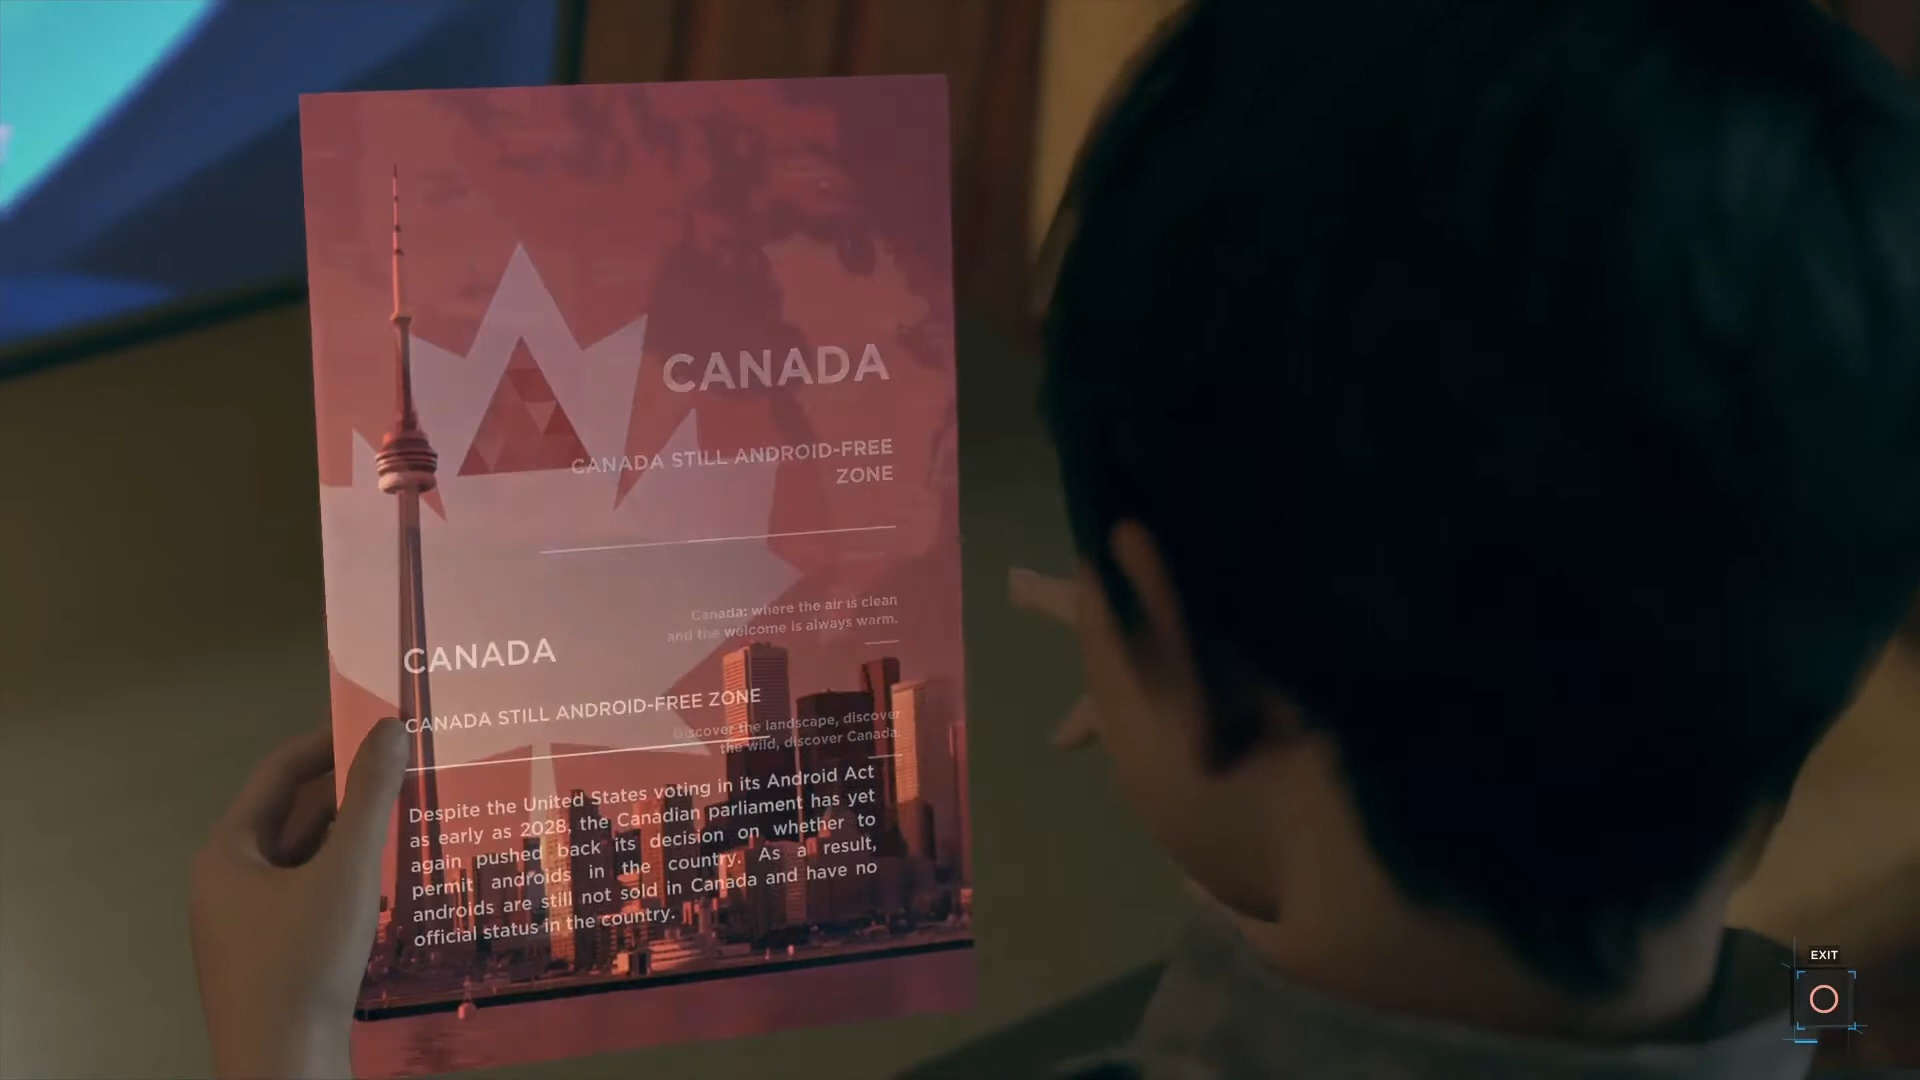 CANADA
CANADA STILL ANDROID-FREE
ZONE
Canada: where the air is clean
and the welcome is always warm.
CANADA
CANADA STILL ANDROID-FREE ZONE
Discover the landscape, discover
the wild, discover Canada.
Despite the United States voting in its Android Act
as early as 2028, the Canadian parliament has yet
again pushed back its decision on whether to
permit androids in the country. As a result,
androids are still not sold in Canada and have no
official status in the country.
EXIT